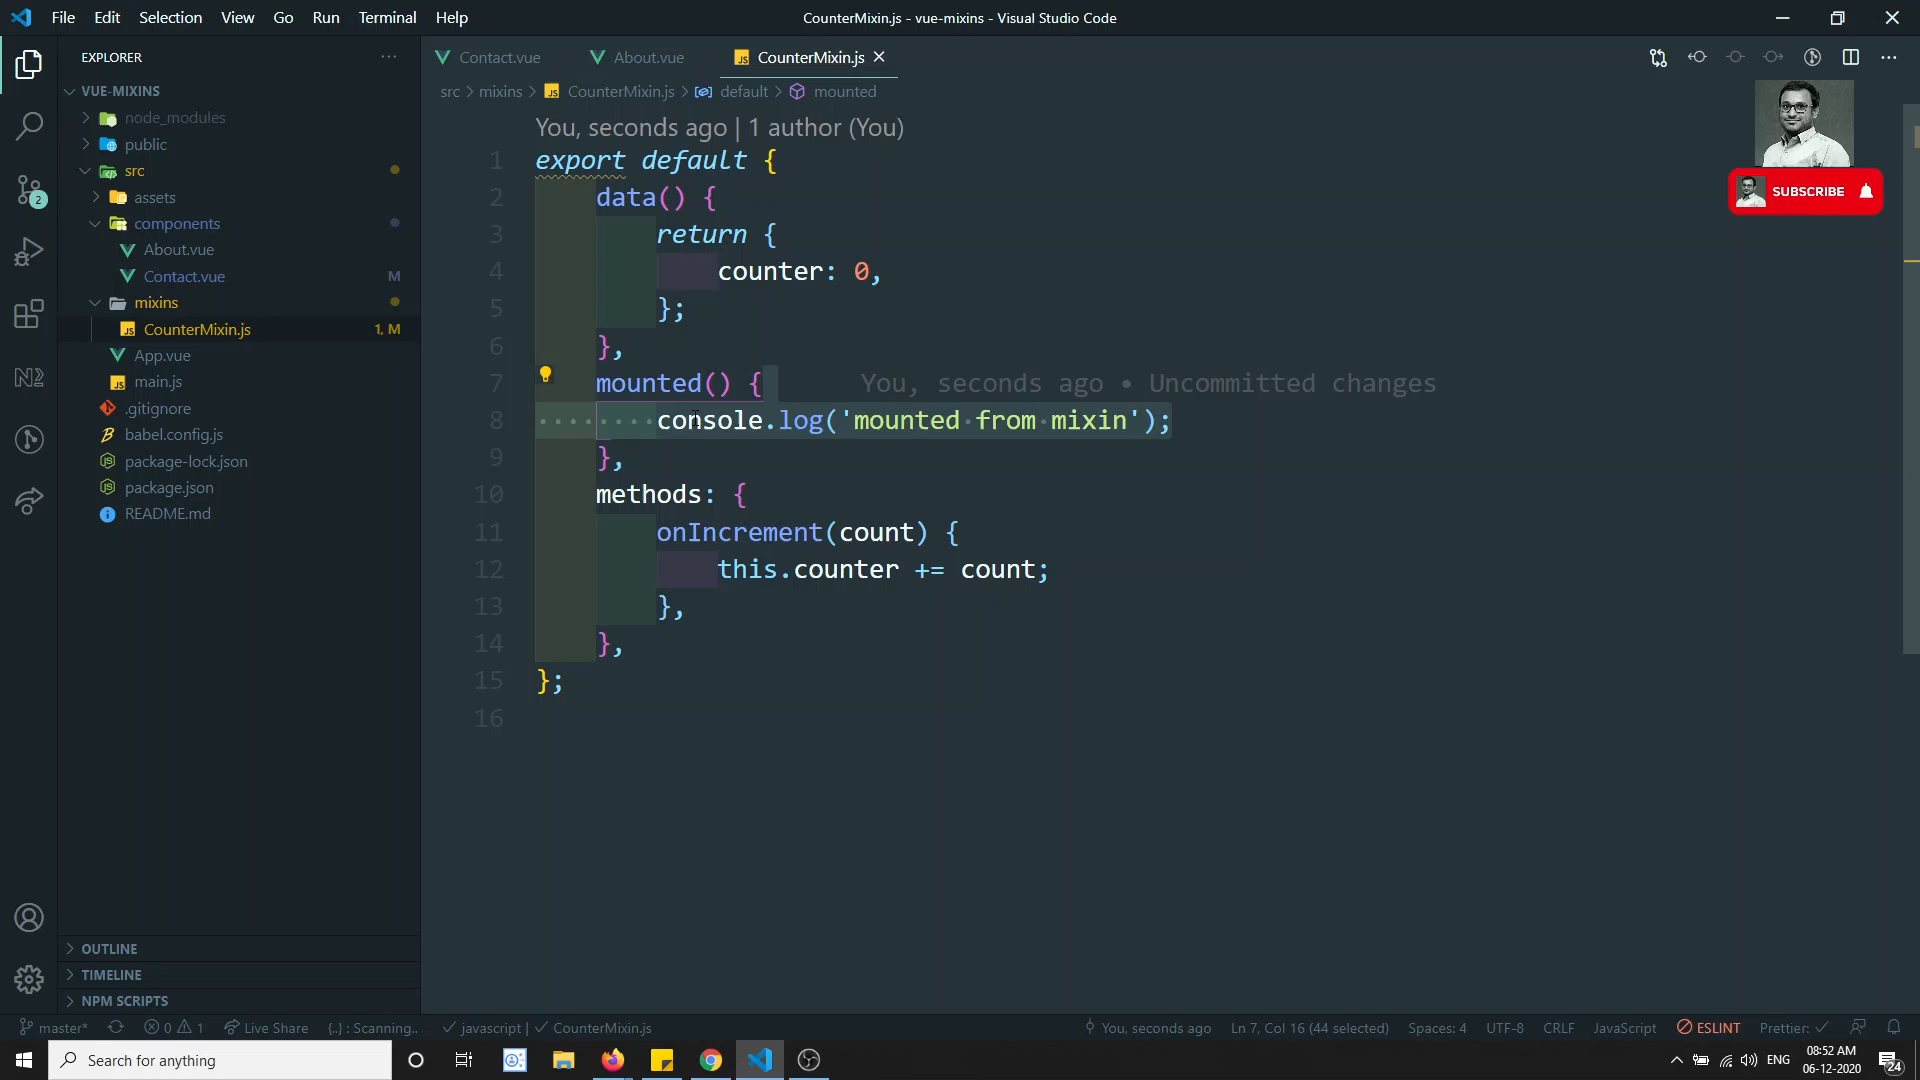 File Edit Selection View Go Run Terminal Help
CounterMixin.js - vue-mixins - Visual Studio Code
EXPLORER
VUE-MIXINS
node_modules
public
src
assets
components
About.vue
Contact.vue M
mixins
CounterMixin.js 1, M
App.vue
main.js
.gitignore
babel.config.js
package-lock.json
package.json
README.md
OUTLINE
TIMELINE
NPM SCRIPTS
2
Contact.vue About.vue CounterMixin.js
src > mixins > CounterMixin.js > default > mounted
SUBSCRIBE
You, seconds ago | 1 author (You)
1 export default {
2 data() {
3 return {
4 counter: 0,
5 };
6 },
7 mounted() { You, seconds ago • Uncommitted changes
8 console.log('mounted from mixin');
9 },
10 methods: {
11 onIncrement(count) {
12 this.counter += count;
13 },
14 },
15 };
16
master* 0 1 Live Share {..} : Scanning.. javascript | CounterMixin.js You, seconds ago Ln 7, Col 16 (44 selected) Spaces: 4 UTF-8 CRLF JavaScript ESLINT Prettier:
Search for anything
ENG
08:52 AM
06-12-2020
24